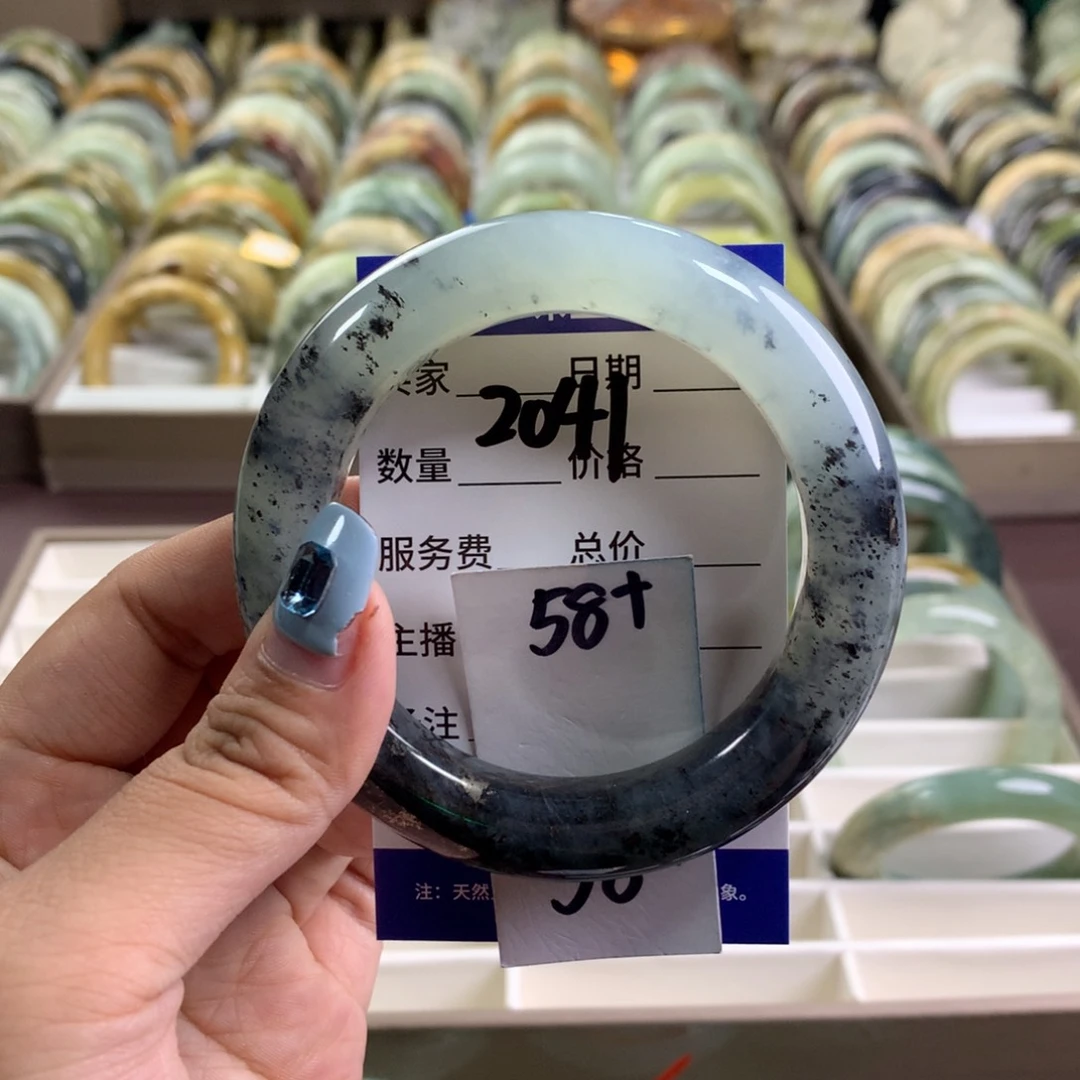 家 日期
2041
数量 价格
服务费 总价
58+
主播
注
注：天然 象。